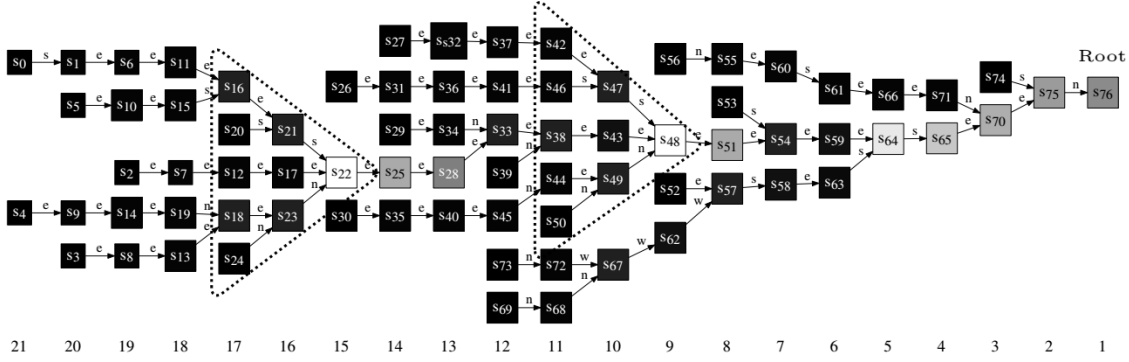 s27 e Ss32 e s37 e s42
s56 n s55 e s60
Root
s0 s s1 e s6 e s11 e s16
s26 e s31 e s36 e s41 e s46 s s47 e
s s61 e s66 e s71 n
s74 s s75 n s76
s5 e s10 e s15 s e
s53 s
s20 s s21 s
s29 e s34 n s33 e s38 e s43 e s48 s e s51 e s54 e s59 e s64 s s65 e s70 e
s2 e s7 e s12 e s17 e s22 e s25 e s28 e
s39 n s44 e s49 n
s52 e s57 s s58 e s63 s
s4 e s9 e s14 e s19 n s18 e s23 n
s30 e s35 e s40 e s45 n
s50 n
w
s3 e s8 e s13 e
s24 n
s73 n s72 w s67 w s62
s69 n s68 n
21 20 19 18 17 16 15 14 13 12 11 10 9 8 7 6 5 4 3 2 1